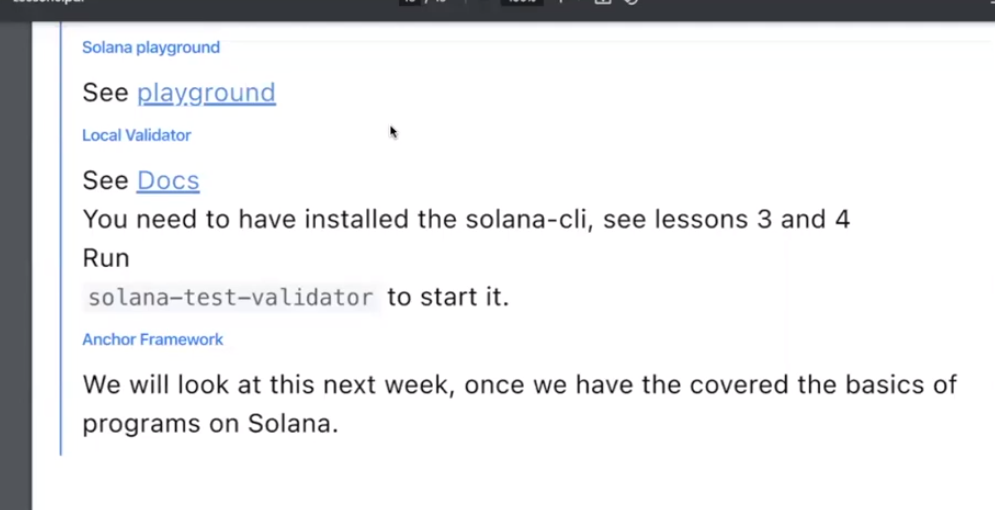 Solana playground
See playground
Local Validator
See Docs
You need to have installed the solana-cli, see lessons 3 and 4
Run
solana-test-validator to start it.
Anchor Framework
We will look at this next week, once we have the covered the basics of
programs on Solana.